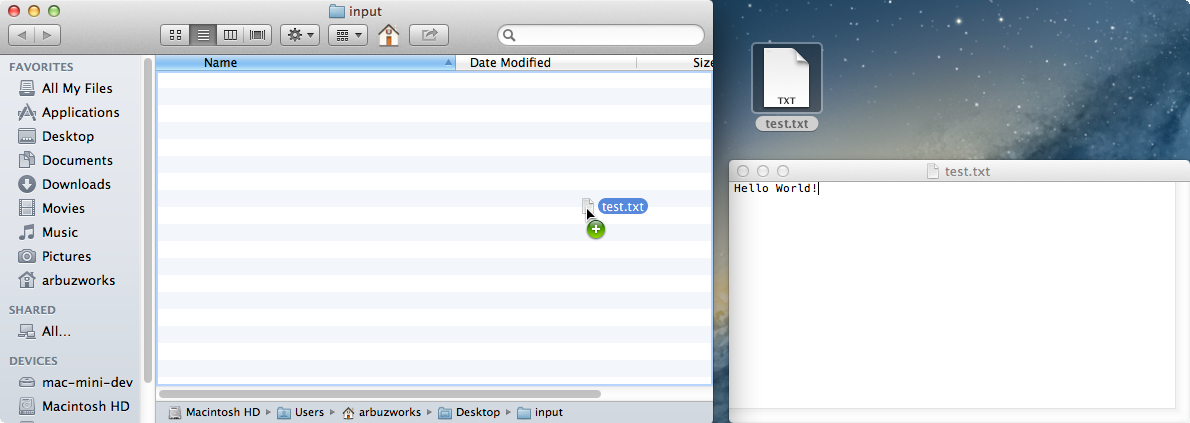 input
Name
Date Modified
Size
FAVORITES
All My Files
Applications
Desktop
Documents
Downloads
Movies
Music
Pictures
arbuzworks
SHARED
All...
DEVICES
mac-mini-dev
Macintosh HD
test.txt
Macintosh HD
Users
arbuzworks
Desktop
input
TXT
test.txt
test.txt
Hello World!